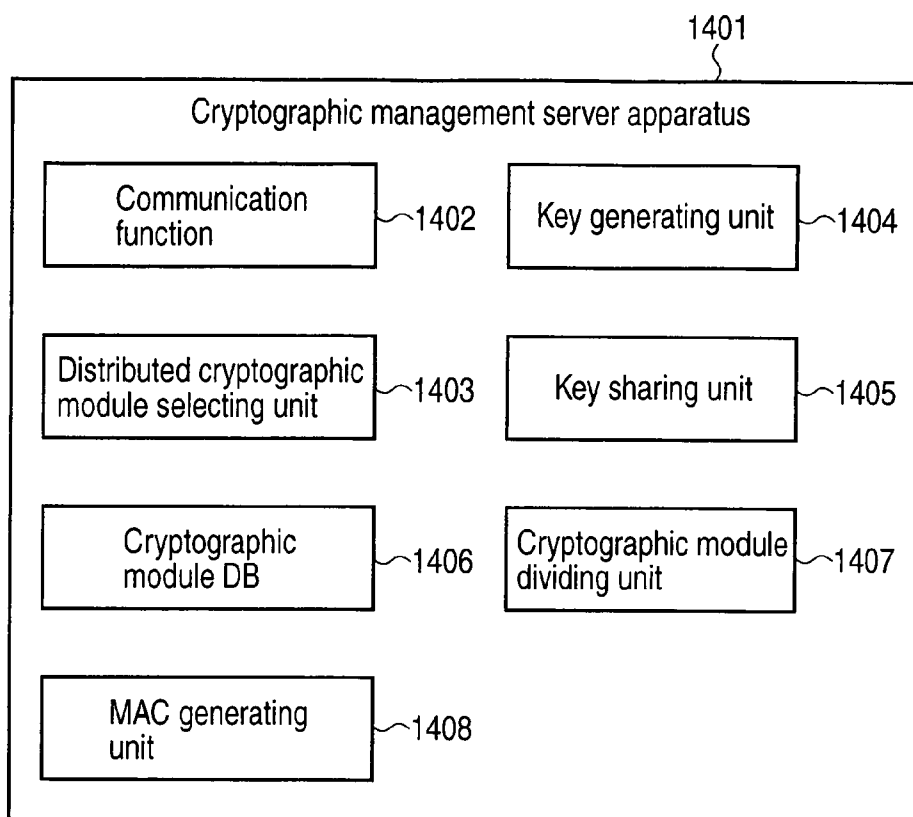 1401
Cryptographic management server apparatus
Communication
function
1402
Key generating unit
1404
Distributed cryptographic
module selecting unit
1403
Key sharing unit
1405
Cryptographic
module DB
1406
Cryptographic module
dividing unit
1407
MAC generating
unit
1408